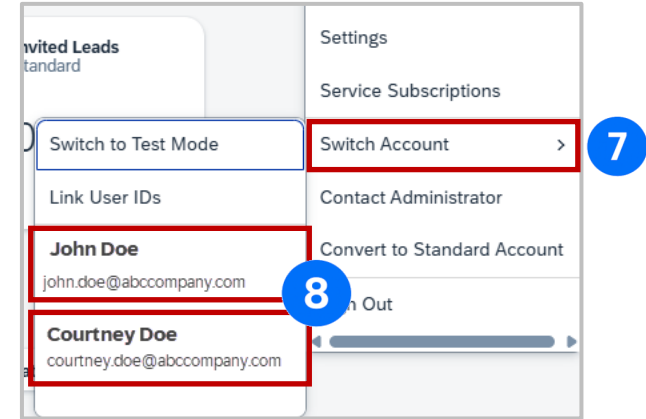 vited Leads
tandard
Settings
Service Subscriptions
Switch Account >
7
Contact Administrator
Convert to Standard Account
n Out
Switch to Test Mode
Link User IDs
John Doe
john.doe@abccompany.com
8
Courtney Doe
courtney.doe@abccompany.com